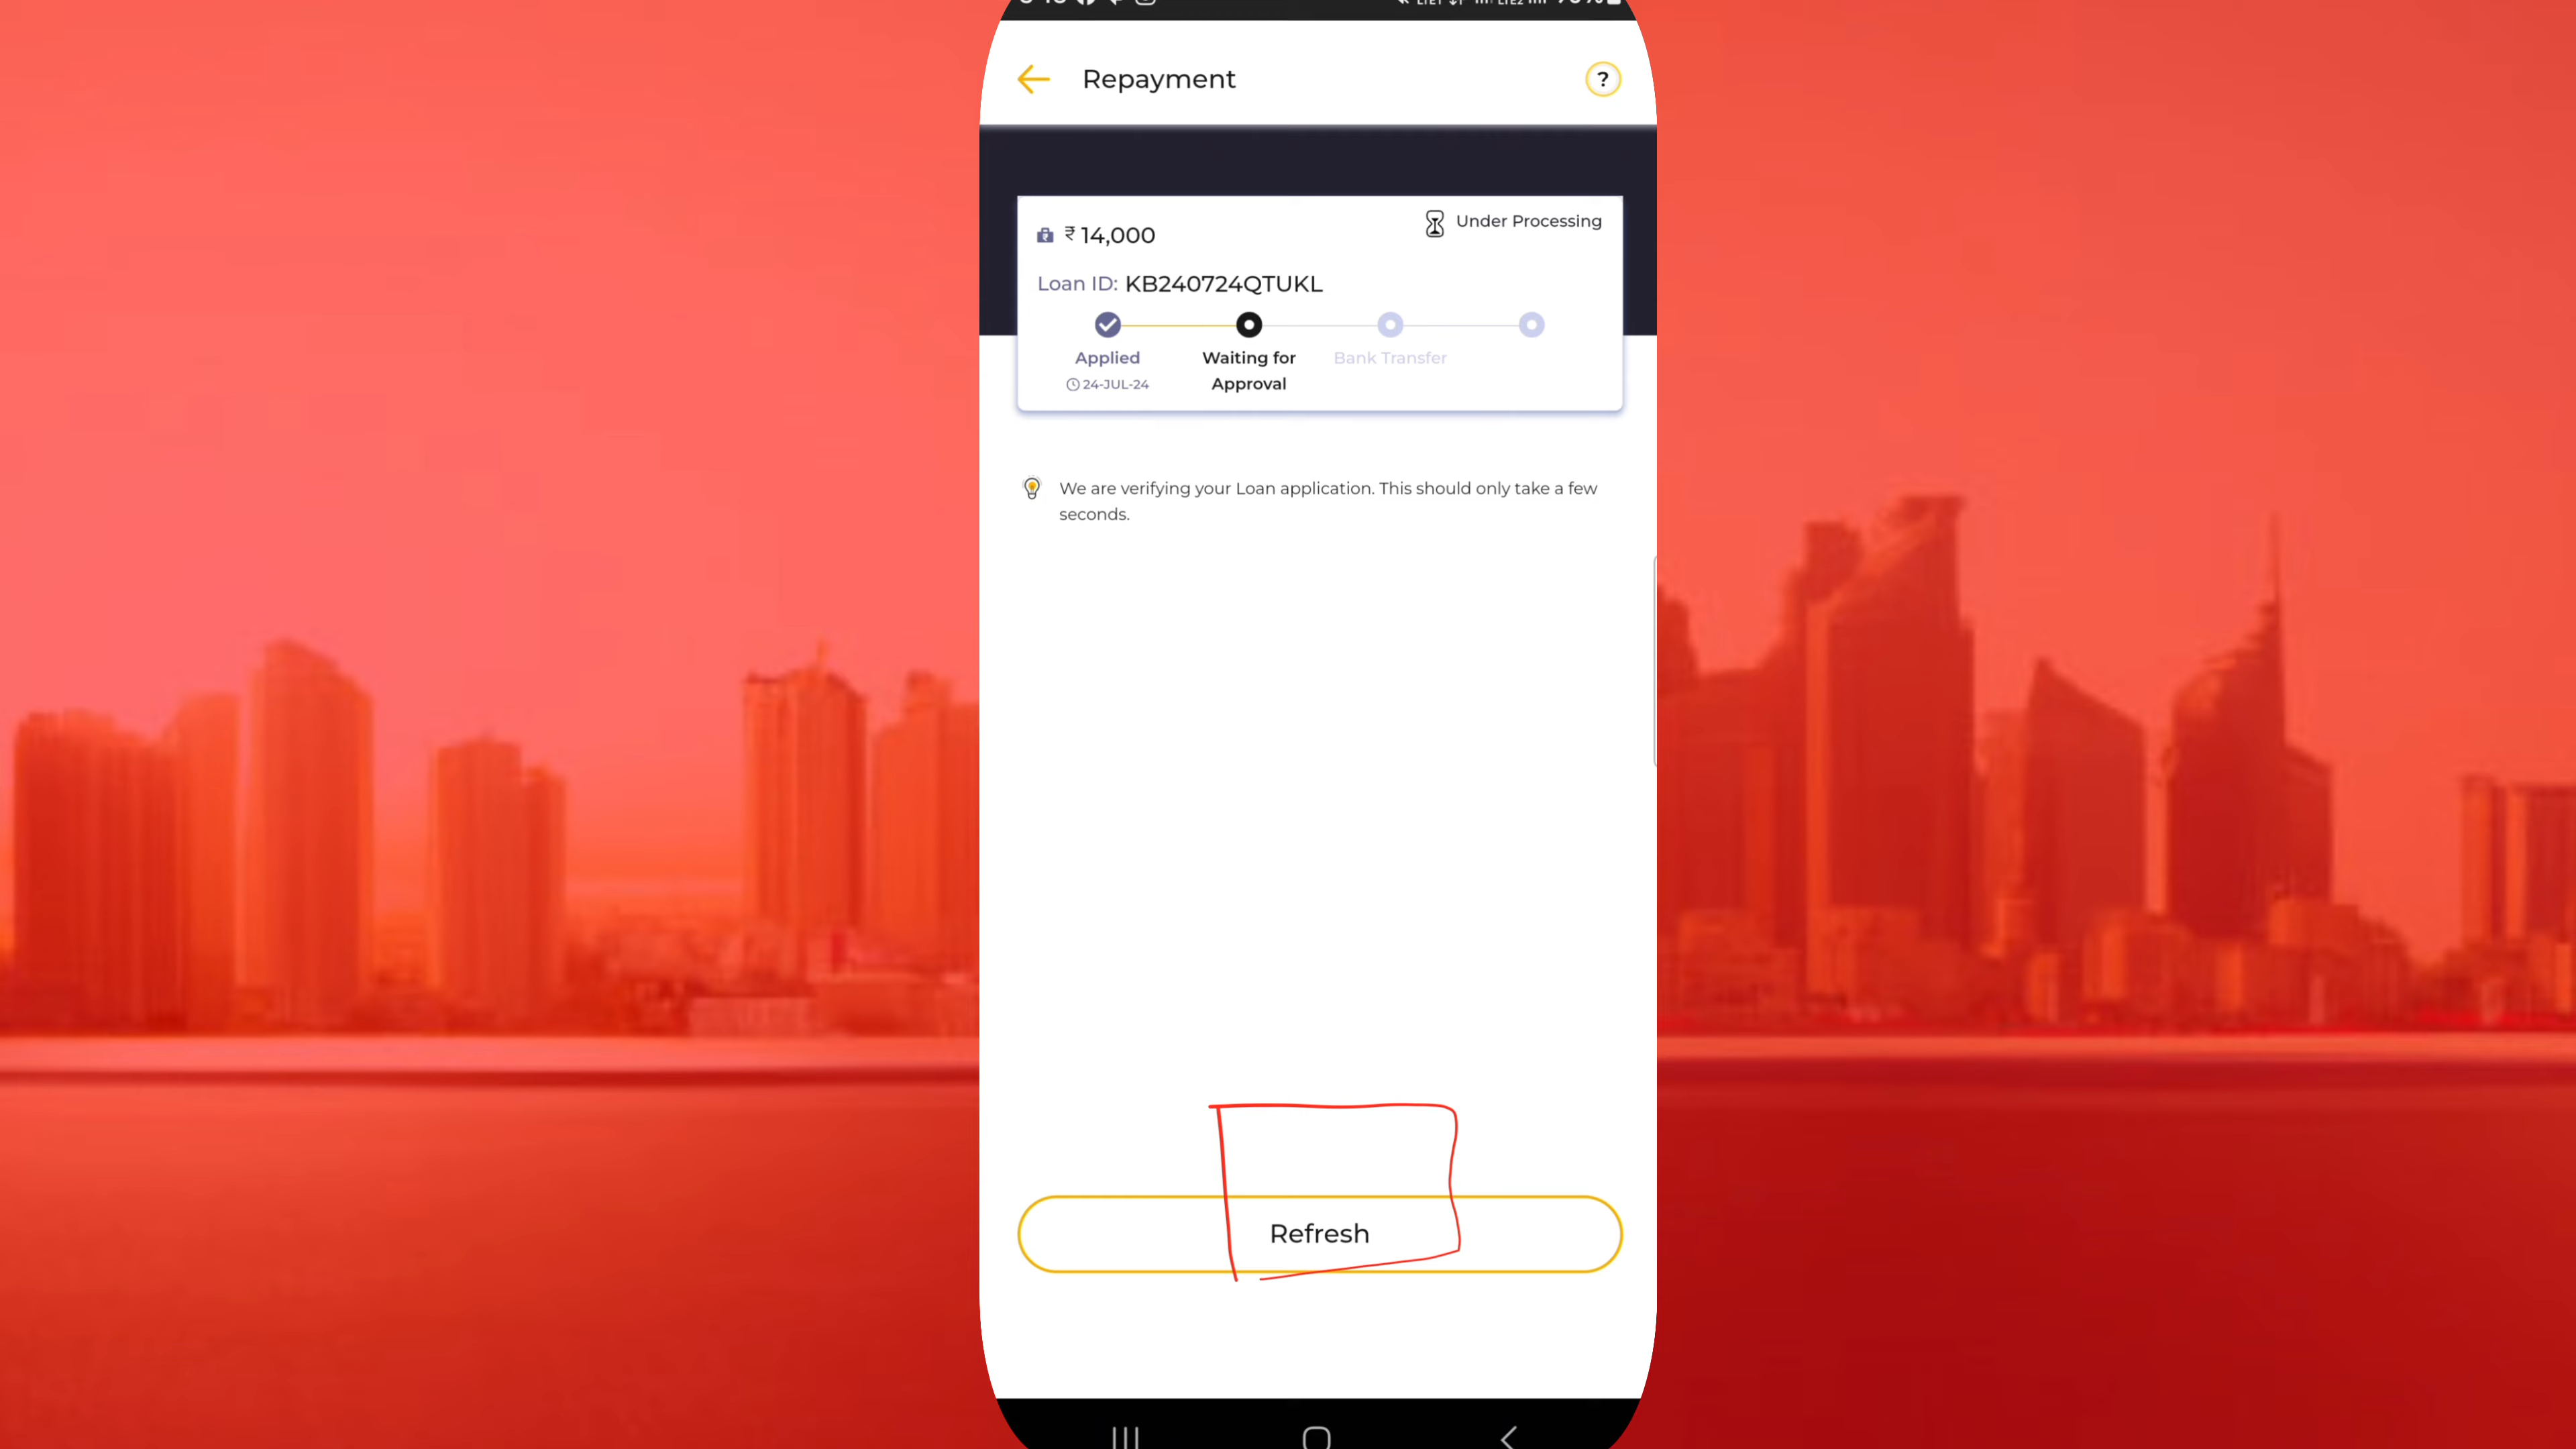 Repayment
?
₹ 14,000
Under Processing
Loan ID: KB240724QTUKL
Applied
Waiting for
Approval
Bank Transfer
24-JUL-24
We are verifying your Loan application. This should only take a few
seconds.
Refresh